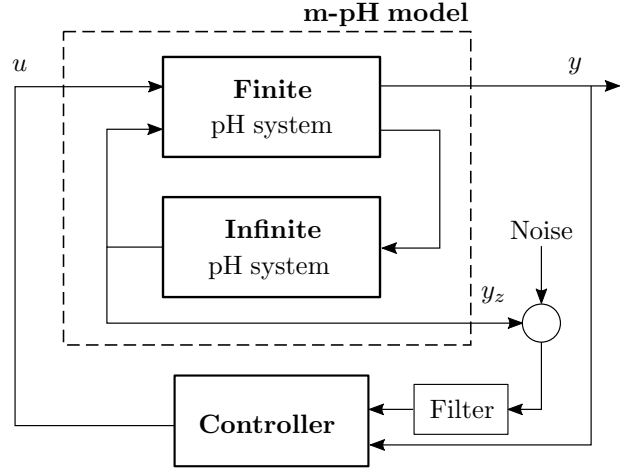 m-pH model
u
y
Finite
pH system
Infinite
pH system
Noise
y_z
Controller
Filter